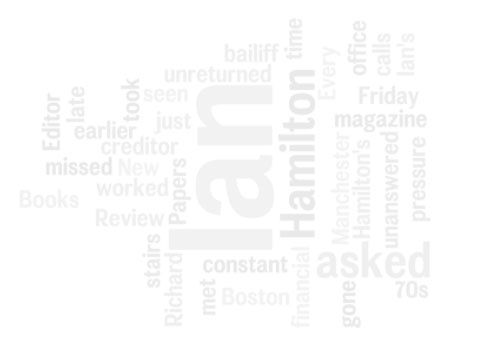 bailiff
time
office
calls
Ian's
unreturned
Every
Editor
late
took
seen
Ian
Hamilton
Friday
magazine
earlier
just
creditor
missed
New
Papers
Manchester
Hamilton's
unanswered
pressure
worked
Books
Review
stairs
Richard
constant
asked
met
Boston
financial
gone
70s